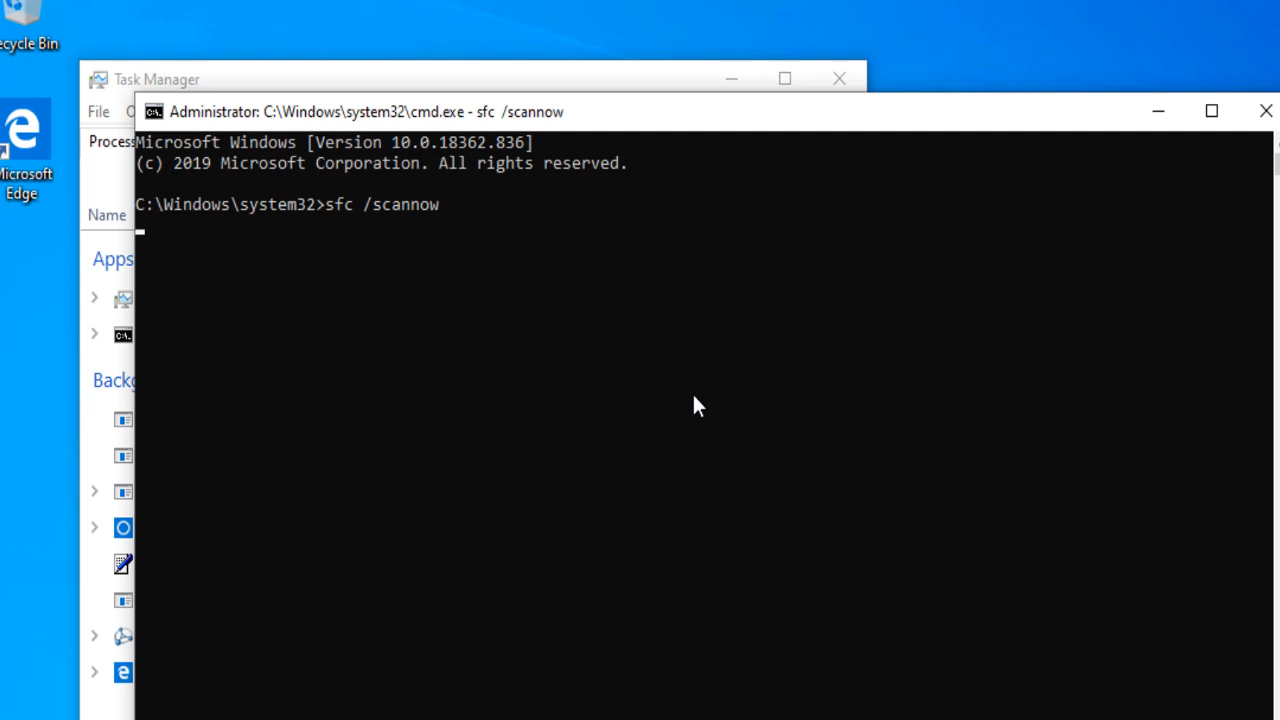 ecycle Bin
Microsoft
Edge
Task Manager
File
Administrator: C:\Windows\system32\cmd.exe - sfc /scannow
Process
Microsoft Windows [Version 10.0.18362.836]
(c) 2019 Microsoft Corporation. All rights reserved.
C:\Windows\system32>sfc /scannow
Name
Apps
Backg